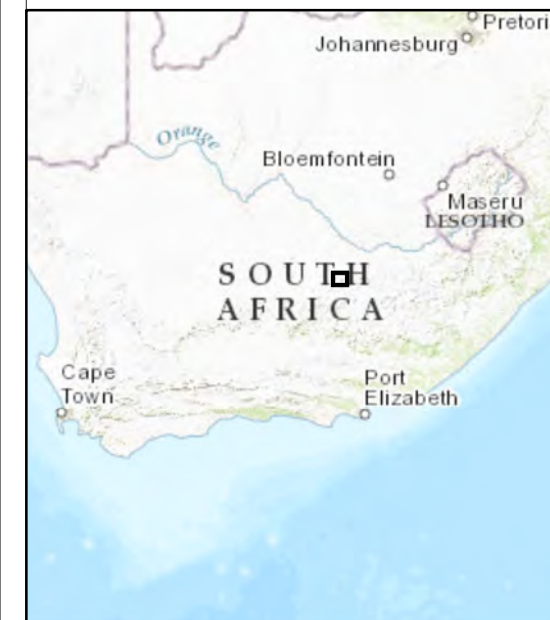 Pretori
Johannesburg
Orange
Bloemfontein
Maseru
LESOTHO
SOUTH
AFRICA
Cape
Town
Port
Elizabeth